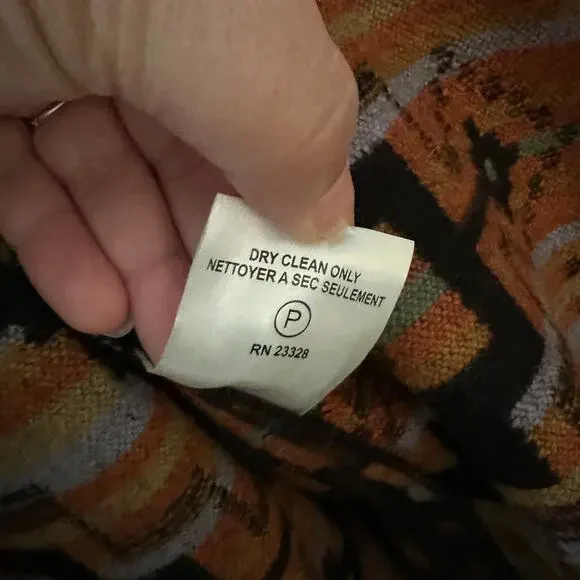 DRY CLEAN ONLY
NETTOYER A SEC SEULEMENT
P
RN 23328